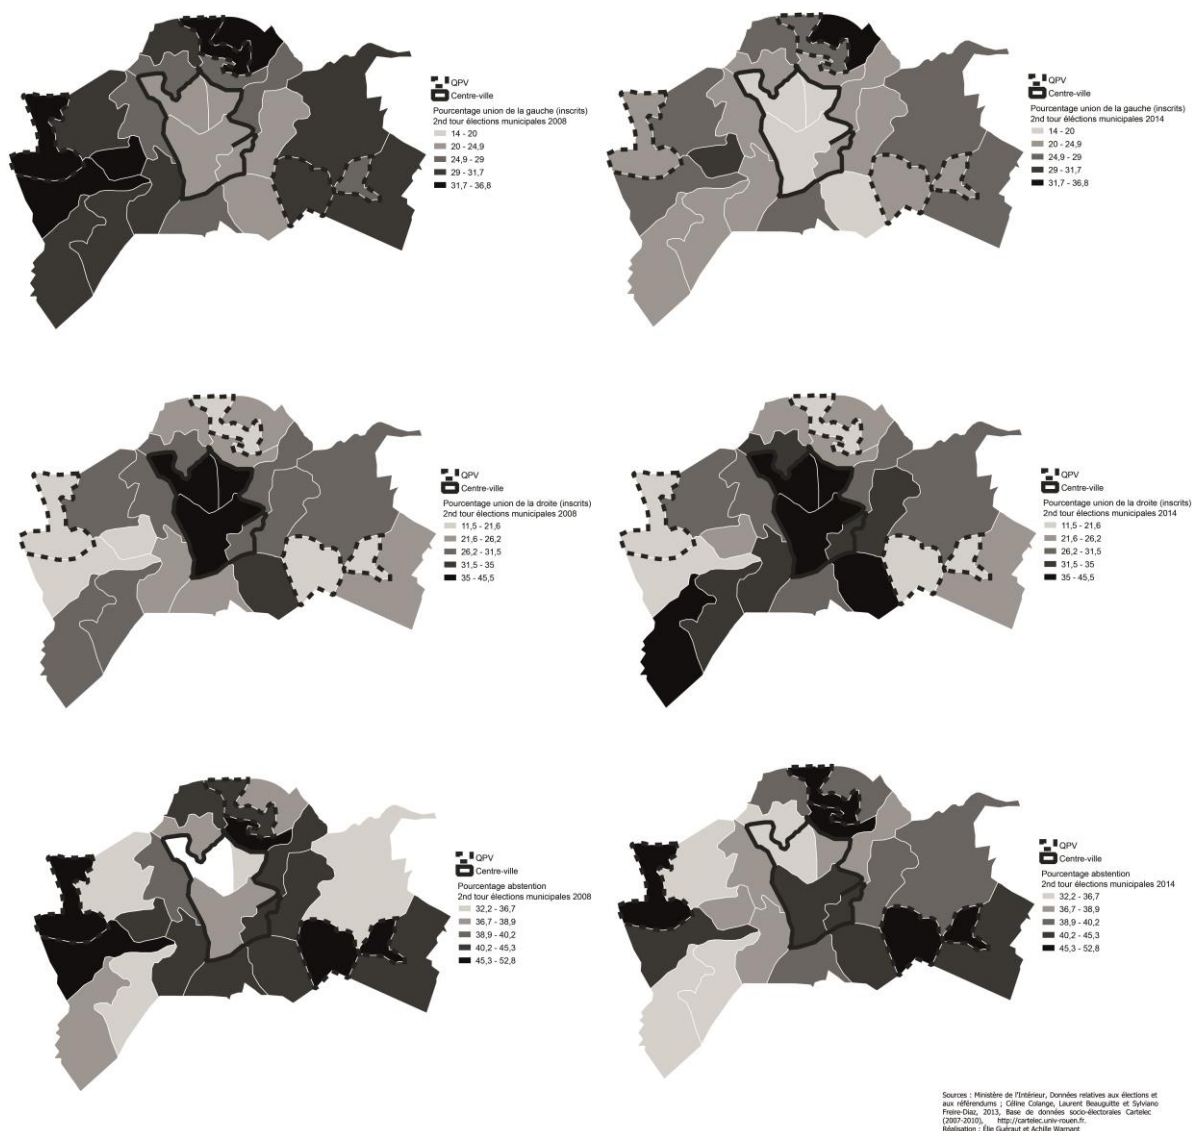 QPV
Centre-ville
Pourcentage union de la gauche (inscrits)
2nd tour élections municipales 2008
14 - 20
20 - 24,9
24,9 - 29
29 - 31,7
31,7 - 36,8
QPV
Centre-ville
Pourcentage union de la gauche (inscrits)
2nd tour élections municipales 2014
14 - 20
20 - 24,9
24,9 - 29
29 - 31,7
31,7 - 36,8
QPV
Centre-ville
Pourcentage union de la droite (inscrits)
2nd tour élections municipales 2008
11,5 - 21,6
21,6 - 26,2
26,2 - 31,5
31,5 - 35
35 - 45,5
QPV
Centre-ville
Pourcentage union de la droite (inscrits)
2nd tour élections municipales 2014
11,5 - 21,6
21,6 - 26,2
26,2 - 31,5
31,5 - 35
35 - 45,5
QPV
Centre-ville
Pourcentage abstention
2nd tour élections municipales 2008
32,2 - 36,7
36,7 - 38,9
38,9 - 40,2
40,2 - 45,3
45,3 - 52,8
QPV
Centre-ville
Pourcentage abstention
2nd tour élections municipales 2014
32,2 - 36,7
36,7 - 38,9
38,9 - 40,2
40,2 - 45,3
45,3 - 52,8
Sources : Ministère de l'Intérieur, Données relatives aux élections et
aux référendums ; Céline Colange, Laurent Beauguitte et Sylviano
Freire-Diaz, 2013, Base de données socio-électorales Cartelec
(2007-2010), http://cartelec.univ-rouen.fr.
Réalisation : Élie Guéraut et Achille Warnant